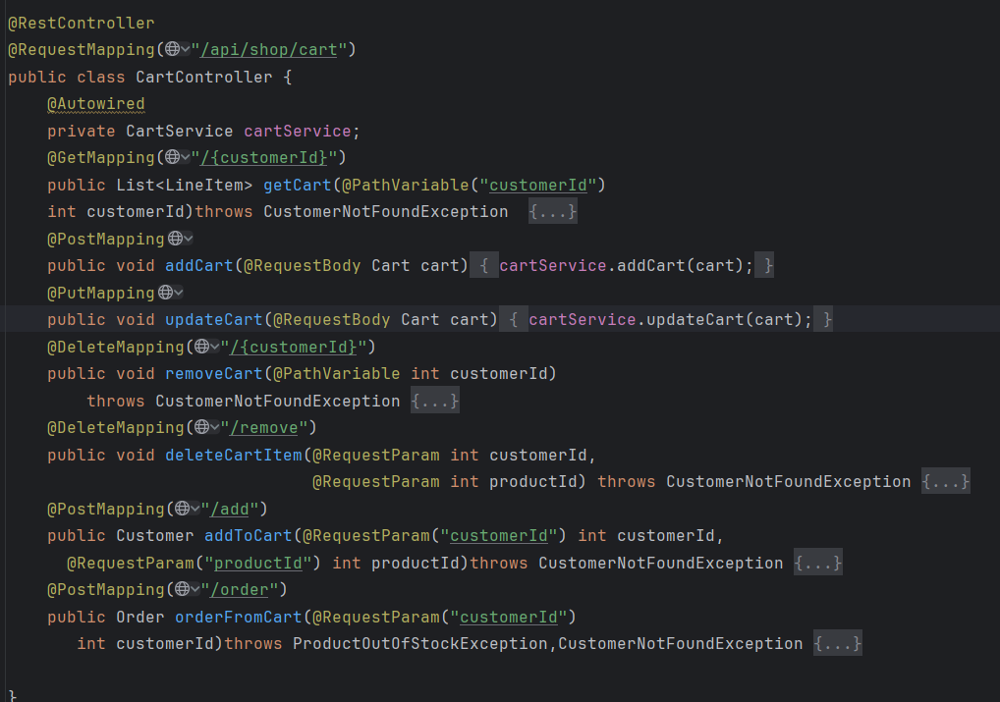 @RestController
@RequestMapping("/api/shop/cart")
public class CartController {
@Autowired
private CartService cartService;
@GetMapping("/{customerId}")
public List<LineItem> getCart(@PathVariable("customerId")
int customerId)throws CustomerNotFoundException {...}
@PostMapping
public void addCart(@RequestBody Cart cart) { cartService.addCart(cart); }
@PutMapping
public void updateCart(@RequestBody Cart cart) { cartService.updateCart(cart); }
@DeleteMapping("/{customerId}")
public void removeCart(@PathVariable int customerId)
throws CustomerNotFoundException {...}
@DeleteMapping("/remove")
public void deleteCartItem(@RequestParam int customerId,
@RequestParam int productId) throws CustomerNotFoundException {...}
@PostMapping("/add")
public Customer addToCart(@RequestParam("customerId") int customerId,
@RequestParam("productId") int productId)throws CustomerNotFoundException {...}
@PostMapping("/order")
public Order orderFromCart(@RequestParam("customerId")
int customerId)throws ProductOutOfStockException,CustomerNotFoundException {...}
}